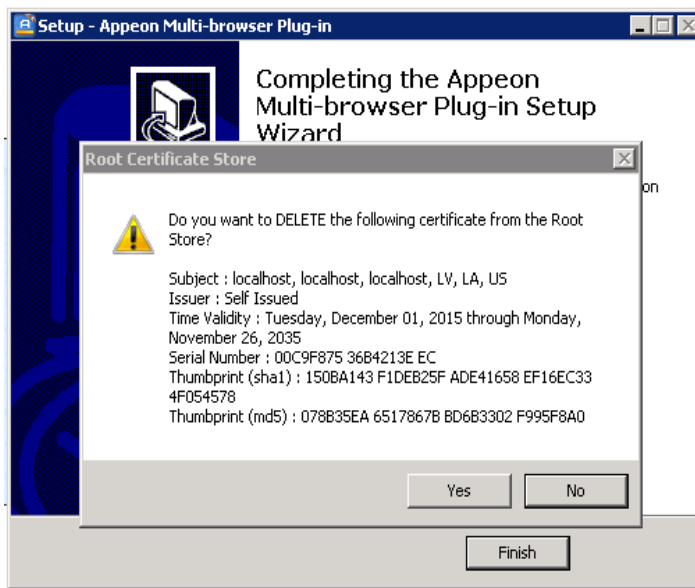 Setup - Appeon Multi-browser Plug-in
Completing the Appeon
Multi-browser Plug-in Setup
Wizard
on
Root Certificate Store
Do you want to DELETE the following certificate from the Root
Store?
Subject : localhost, localhost, localhost, LV, LA, US
Issuer : Self Issued
Time Validity : Tuesday, December 01, 2015 through Monday,
November 26, 2035
Serial Number : 00C9F875 36B4213E EC
Thumbprint (sha1) : 150BA143 F1DEB25F ADE41658 EF16EC33
4F054578
Thumbprint (md5) : 078B35EA 6517867B BD6B3302 F995F8A0
Yes
No
Finish